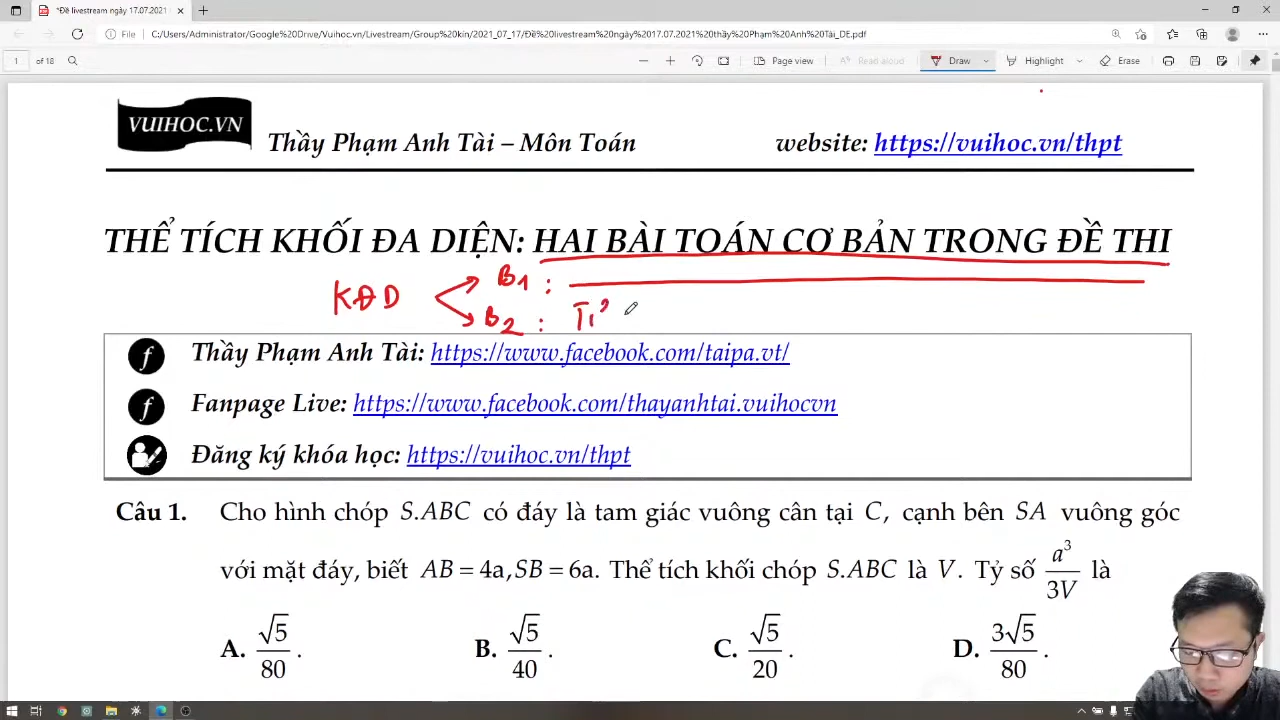 *Đề livestream ngày 17.07.2021
File C:/Users/Administrator/Google%20Drive/Vuihoc.vn/Livestream/Group%20kín/2021_07_17/Đề%20livestream%20ngày%2017.07.2021%20thầy%20Phạm%20Anh%20Tài_DE.pdf
1 of 18 Page view Read aloud Draw Highlight Erase
VUIHOC.VN Thầy Phạm Anh Tài – Môn Toán website: https://vuihoc.vn/thpt
THỂ TÍCH KHỐI ĐA DIỆN: HAI BÀI TOÁN CƠ BẢN TRONG ĐỀ THI
KĐD B1 :
B2 : Tỉ
Thầy Phạm Anh Tài: https://www.facebook.com/taipa.vt/
Fanpage Live: https://www.facebook.com/thayanhtai.vuihocvn
Đăng ký khóa học: https://vuihoc.vn/thpt
Câu 1. Cho hình chóp S.ABC có đáy là tam giác vuông cân tại C, cạnh bên SA vuông góc
với mặt đáy, biết AB = 4a, SB = 6a. Thể tích khối chóp S.ABC là V. Tỷ số a³/3V là
A. √5/80. B. √5/40. C. √5/20. D. 3√5/80.